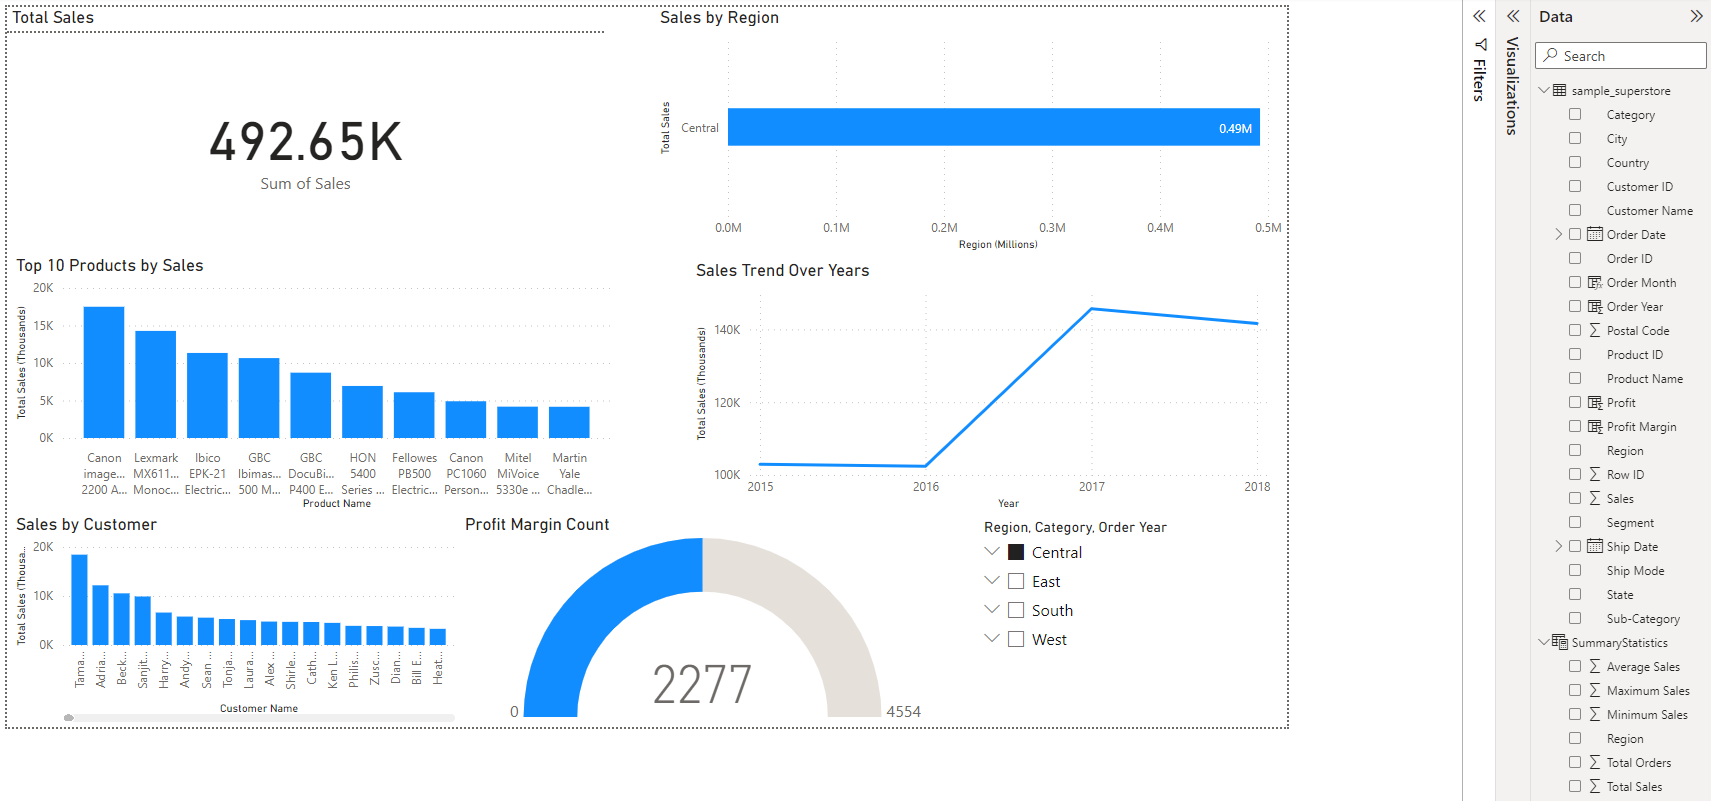 Total Sales
492.65K
Sum of Sales
Sales by Region
Total Sales
Central
0.49M
0.0M 0.1M 0.2M 0.3M 0.4M 0.5M
Region (Millions)
Top 10 Products by Sales
Total Sales (Thousands)
20K
15K
10K
5K
0K
Canon image... 2200 A...
Lexmark MX611... Monoc...
Ibico EPK-21 Electric...
GBC Ibimas... 500 M...
GBC DocuBi... P400 E...
HON 5400 Series ...
Fellowes PB500 Electric...
Canon PC1060 Person...
Mitel MiVoice 5330e ...
Martin Yale Chadle...
Product Name
Sales Trend Over Years
Total Sales (Thousands)
140K
120K
100K
2015 2016 2017 2018
Year
Sales by Customer
Total Sales (Thousa...
20K
10K
0K
Tama...
Adria...
Beck...
Sanjit...
Harry...
Andy...
Sean ...
Tonja...
Laura...
Alex ...
Shirle...
Cath...
Ken L...
Philis...
Zusc...
Dian...
Bill E...
Heat...
Customer Name
Profit Margin Count
2277
0
4554
Region, Category, Order Year
Central
East
South
West
Filters
Visualizations
Data
Search
sample_superstore
Category
City
Country
Customer ID
Customer Name
Order Date
Order ID
Order Month
Order Year
Postal Code
Product ID
Product Name
Profit
Profit Margin
Region
Row ID
Sales
Segment
Ship Date
Ship Mode
State
Sub-Category
SummaryStatistics
Average Sales
Maximum Sales
Minimum Sales
Region
Total Orders
Total Sales